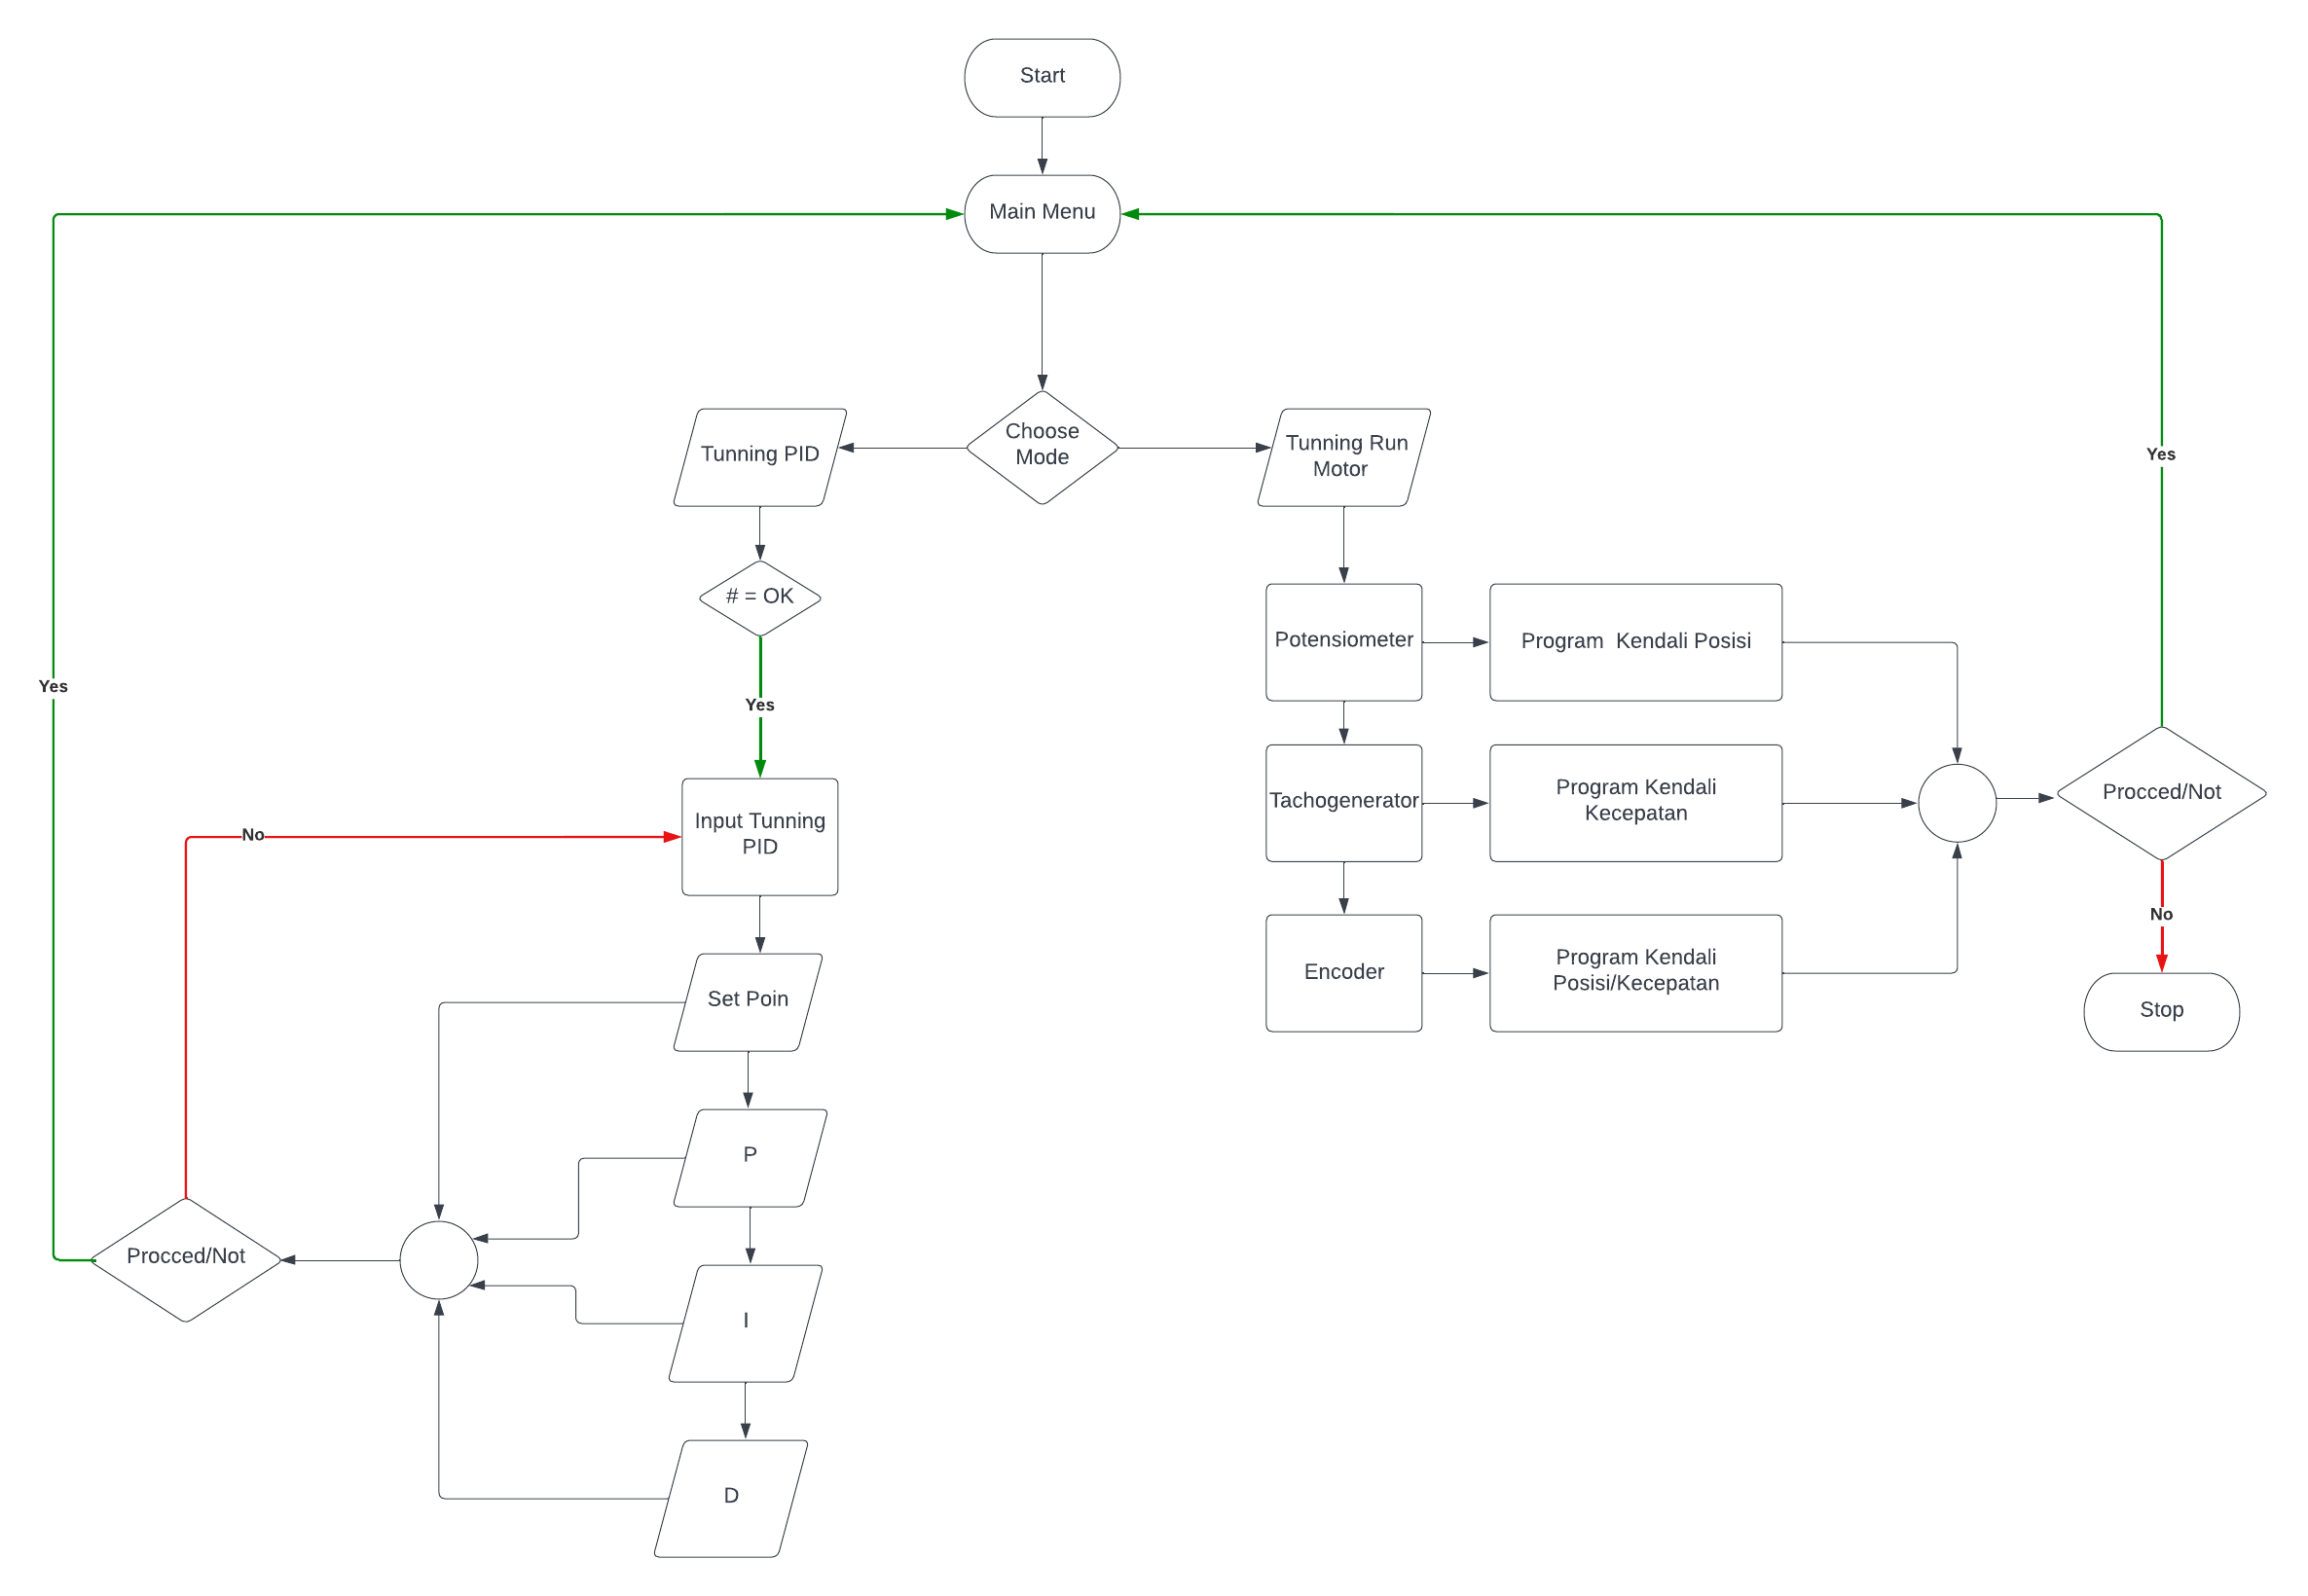 Start
Main Menu
Choose
Mode
Tunning PID
Tunning Run
Motor
Yes
# = OK
Potensiometer
Program  Kendali Posisi
Yes
Yes
Tachogenerator
Program Kendali
Kecepatan
Procced/Not
Input Tunning
PID
No
No
Encoder
Program Kendali
Posisi/Kecepatan
Set Poin
Stop
P
Procced/Not
I
D